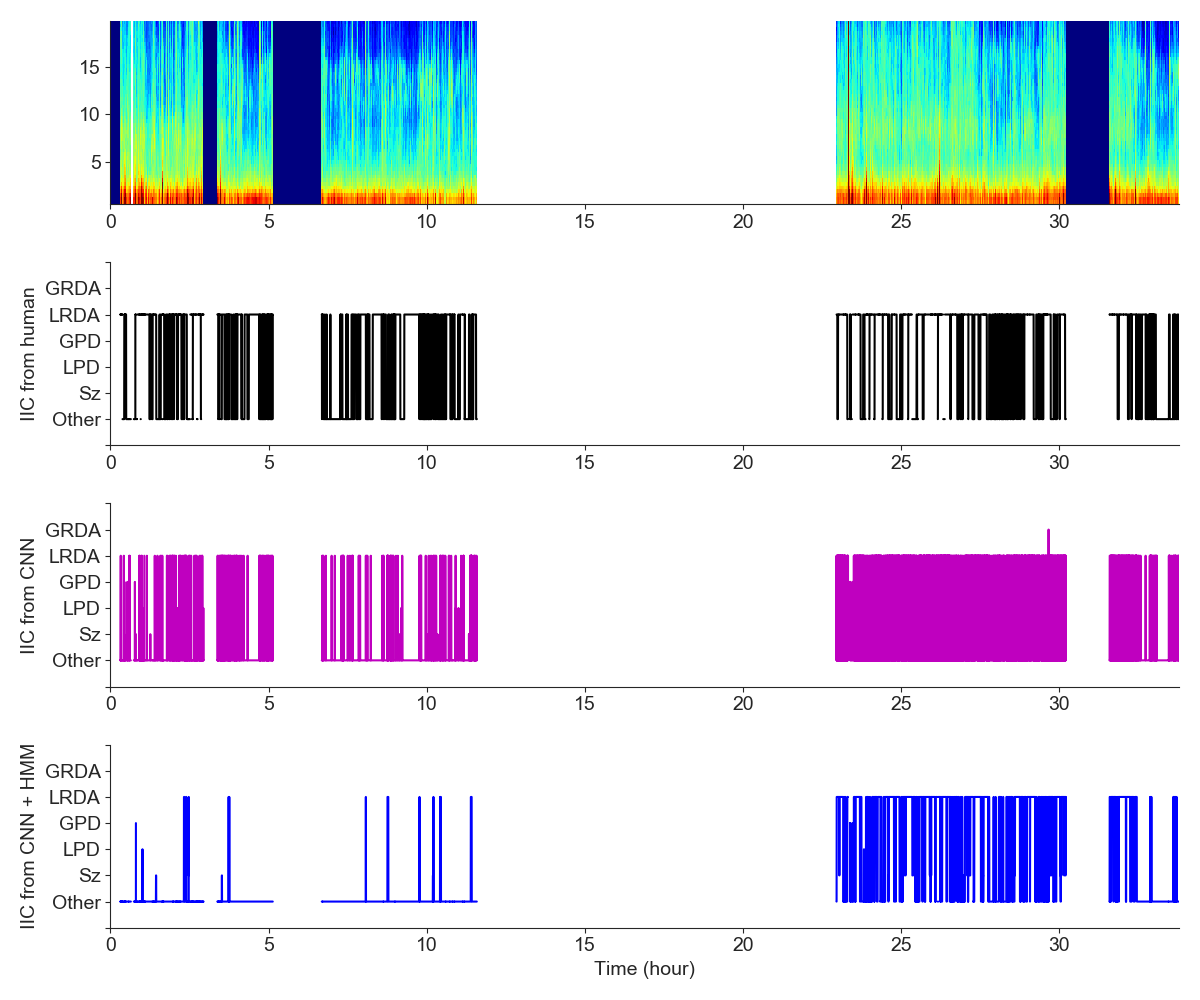 15
10
5
0 5 10 15 20 25 30
IIC from human
GRDA
LRDA
GPD
LPD
Sz
Other
0 5 10 15 20 25 30
IIC from CNN
GRDA
LRDA
GPD
LPD
Sz
Other
0 5 10 15 20 25 30
IIC from CNN + HMM
GRDA
LRDA
GPD
LPD
Sz
Other
0 5 10 15 20 25 30
Time (hour)